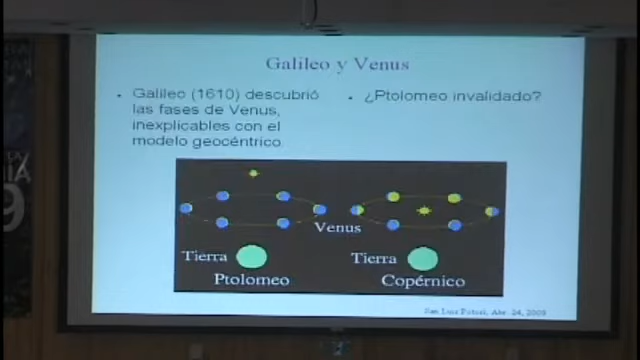 Galileo y Venus
• Galileo (1610) descubrió
las fases de Venus,
inexplicables con el
modelo geocéntrico.
• ¿Ptolomeo invalidado?
Venus
Tierra
Ptolomeo
Tierra
Copérnico
San Luis Potosí, Abr. 24, 2009
9